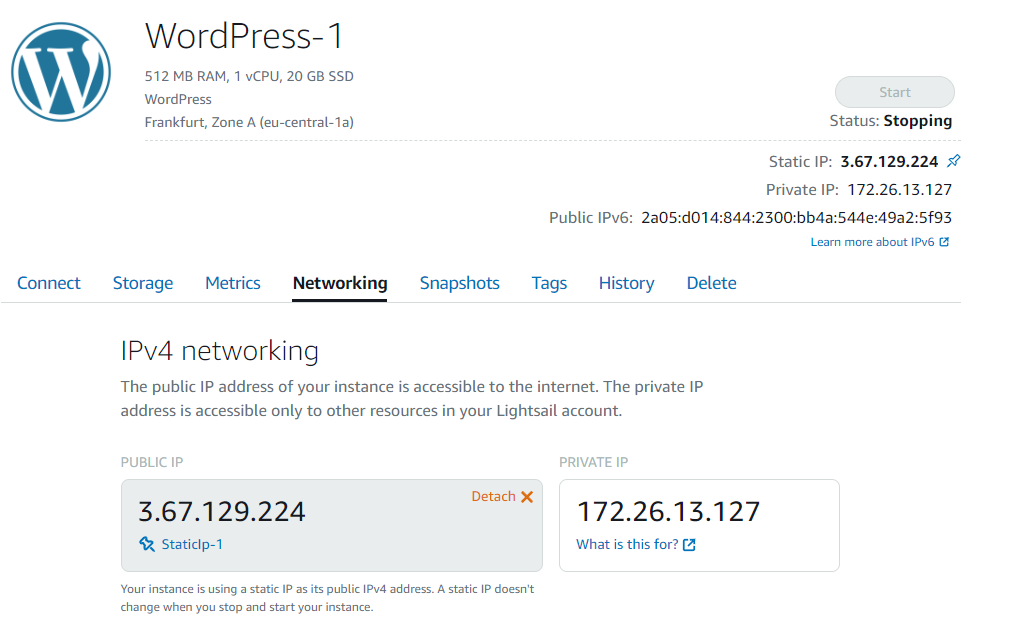 WordPress-1
512 MB RAM, 1 vCPU, 20 GB SSD
WordPress
Frankfurt, Zone A (eu-central-1a)
Start
Status: Stopping
Static IP: 3.67.129.224
Private IP: 172.26.13.127
Public IPv6: 2a05:d014:844:2300:bb4a:544e:49a2:5f93
Learn more about IPv6
Connect Storage Metrics Networking Snapshots Tags History Delete
IPv4 networking
The public IP address of your instance is accessible to the internet. The private IP
address is accessible only to other resources in your Lightsail account.
PUBLIC IP
Detach
3.67.129.224
StaticIp-1
Your instance is using a static IP as its public IPv4 address. A static IP doesn't
change when you stop and start your instance.
PRIVATE IP
172.26.13.127
What is this for?